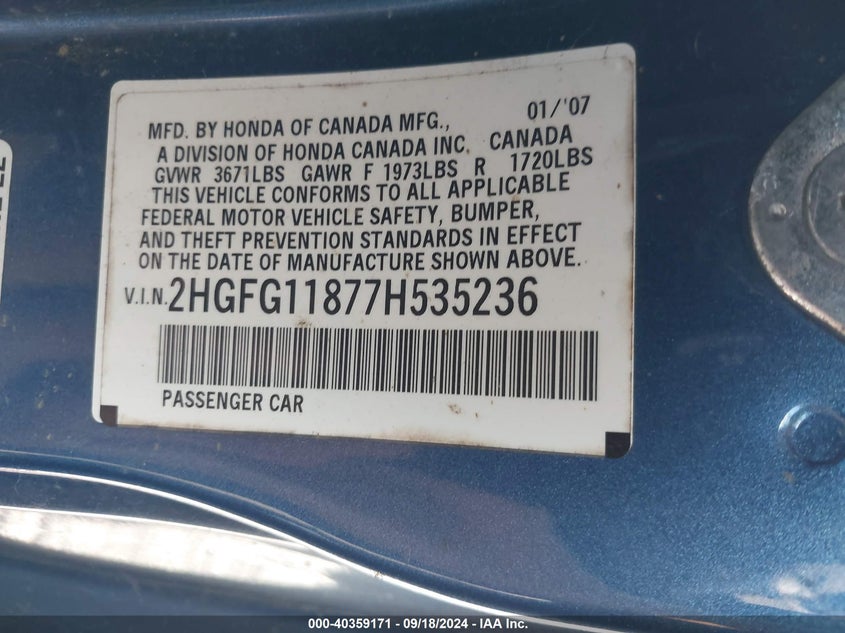 01/'07
MFD. BY HONDA OF CANADA MFG.,
A DIVISION OF HONDA CANADA INC. CANADA
GVWR 3671LBS GAWR F 1973LBS R 1720LBS
THIS VEHICLE CONFORMS TO ALL APPLICABLE
FEDERAL MOTOR VEHICLE SAFETY, BUMPER,
AND THEFT PREVENTION STANDARDS IN EFFECT
ON THE DATE OF MANUFACTURE SHOWN ABOVE.
V.I.N. 2HGFG11877H535236
PASSENGER CAR
000-40359171 - 09/18/2024 - IAA Inc.